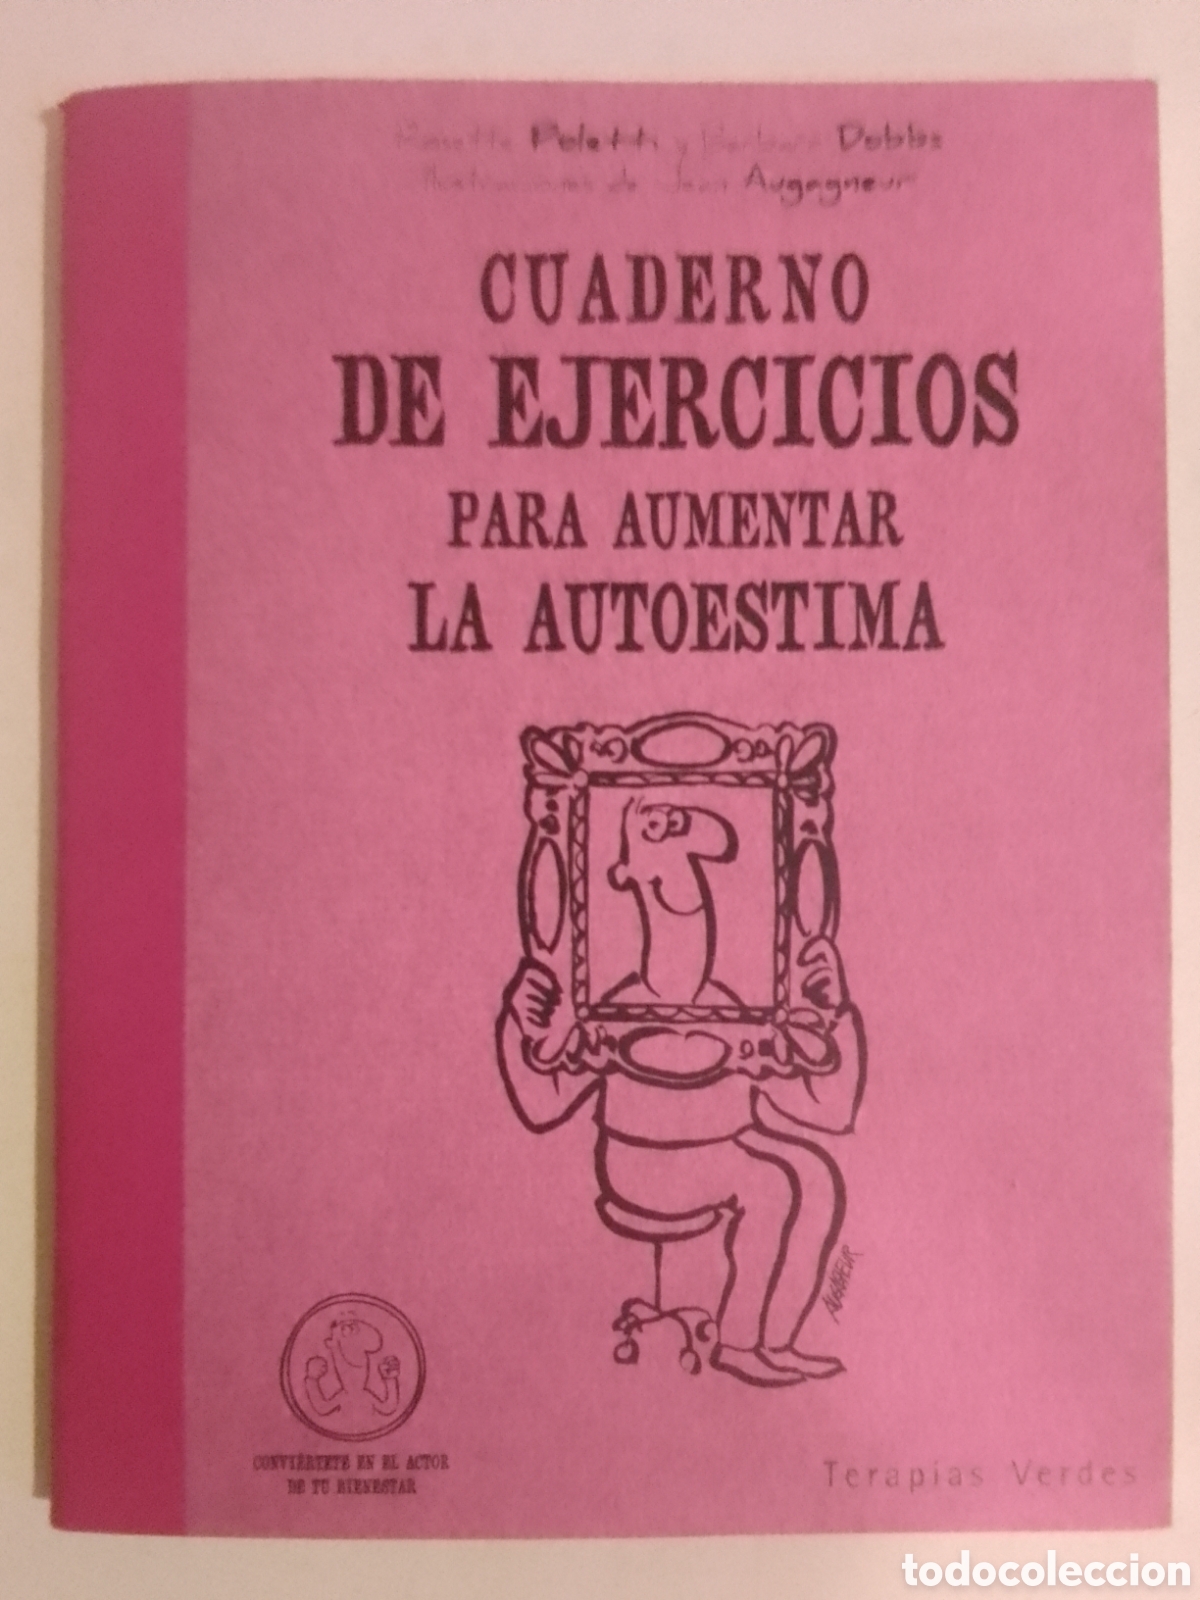 Rosette Poletti y Barbara Dobbs
Ilustraciones de Jean Augagneur
CUADERNO
DE EJERCICIOS
PARA AUMENTAR
LA AUTOESTIMA
AUGAGNEUR
CONVIÉRTETE EN EL ACTOR
DE TU BIENESTAR
Terapias Verdes
todocoleccion